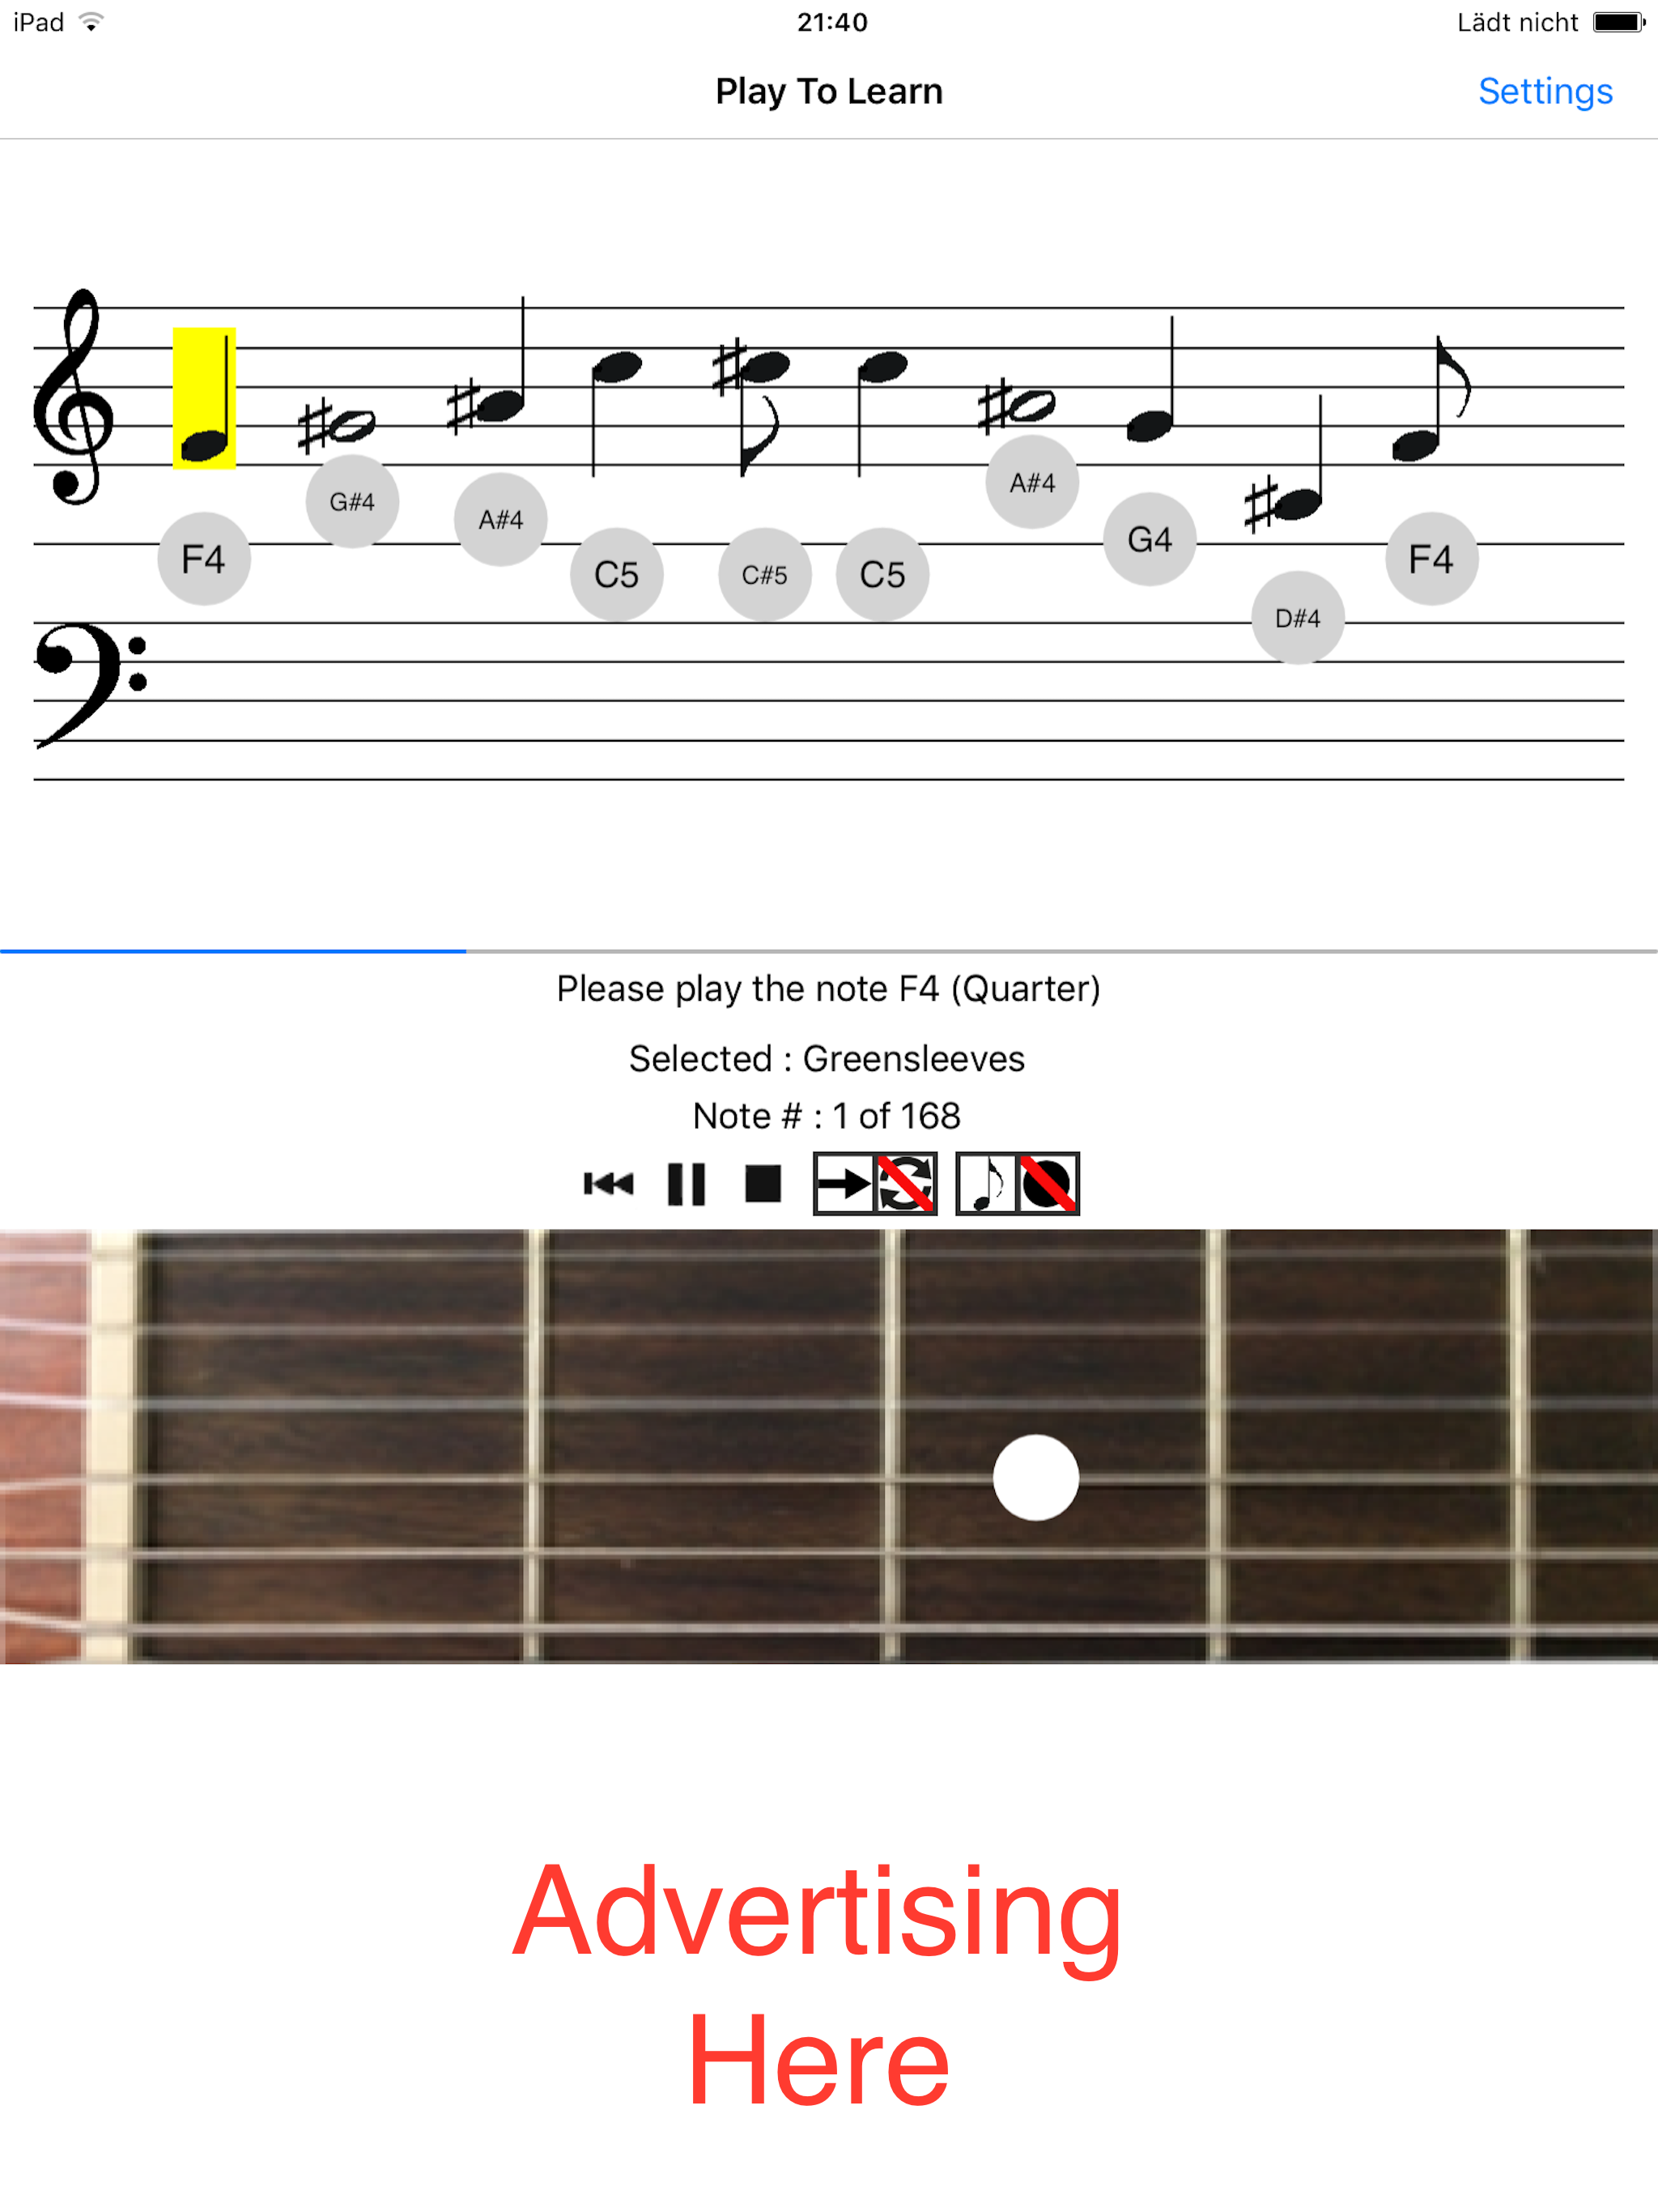 iPad 21:40 Lädt nicht
Play To Learn Settings
F4 G#4 A#4 C5 C#5 C5 A#4 G4 D#4 F4
Please play the note F4 (Quarter)
Selected : Greensleeves
Note # : 1 of 168
Advertising
Here